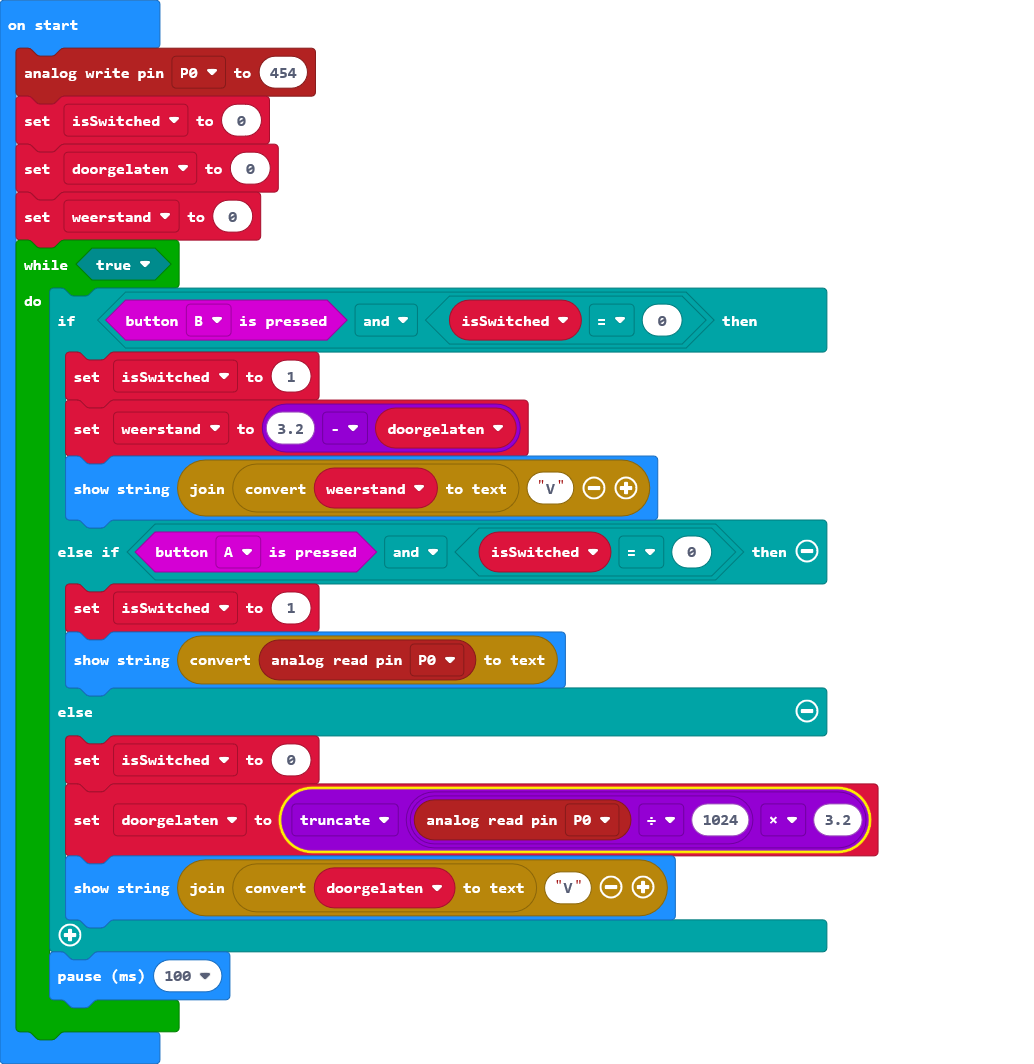 on start
analog write pin P0 to 454
set isSwitched to 0
set doorgelaten to 0
set weerstand to 0
while true
do
if button B is pressed and isSwitched = 0 then
set isSwitched to 1
set weerstand to 3.2 - doorgelaten
show string join convert weerstand to text "V"
else if button A is pressed and isSwitched = 0 then
set isSwitched to 1
show string convert analog read pin P0 to text
else
set isSwitched to 0
set doorgelaten to truncate analog read pin P0 ÷ 1024 × 3.2
show string join convert doorgelaten to text "V"
pause (ms) 100